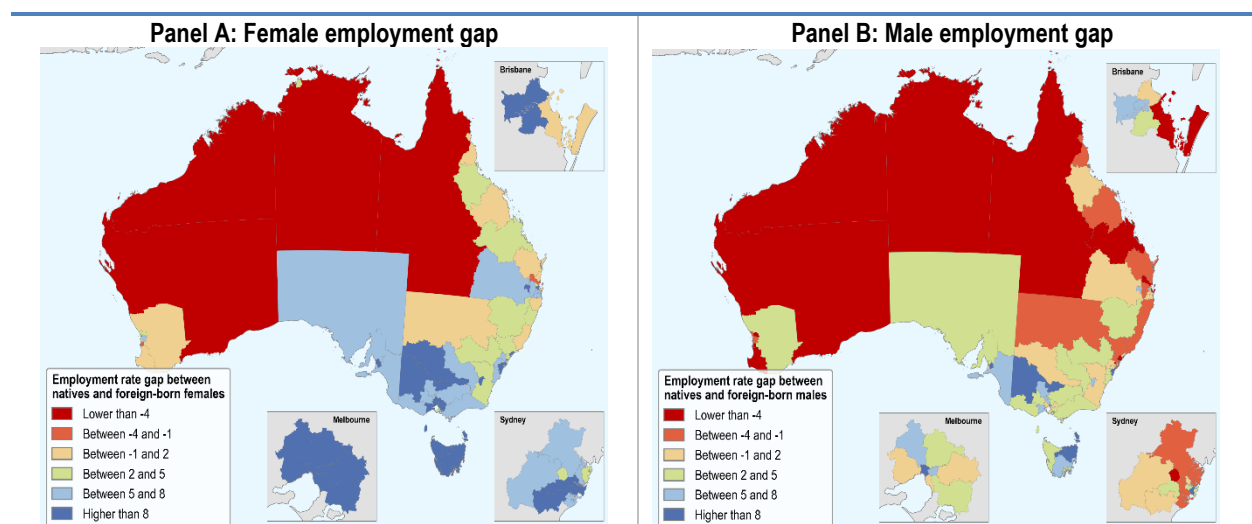 Panel A: Female employment gap
Brisbane
Employment rate gap between
natives and foreign-born females
Lower than -4
Between -4 and -1
Between -1 and 2
Between 2 and 5
Between 5 and 8
Higher than 8
Melbourne
Sydney
Panel B: Male employment gap
Brisbane
Employment rate gap between
natives and foreign-born males
Lower than -4
Between -4 and -1
Between -1 and 2
Between 2 and 5
Between 5 and 8
Higher than 8
Melbourne
Sydney